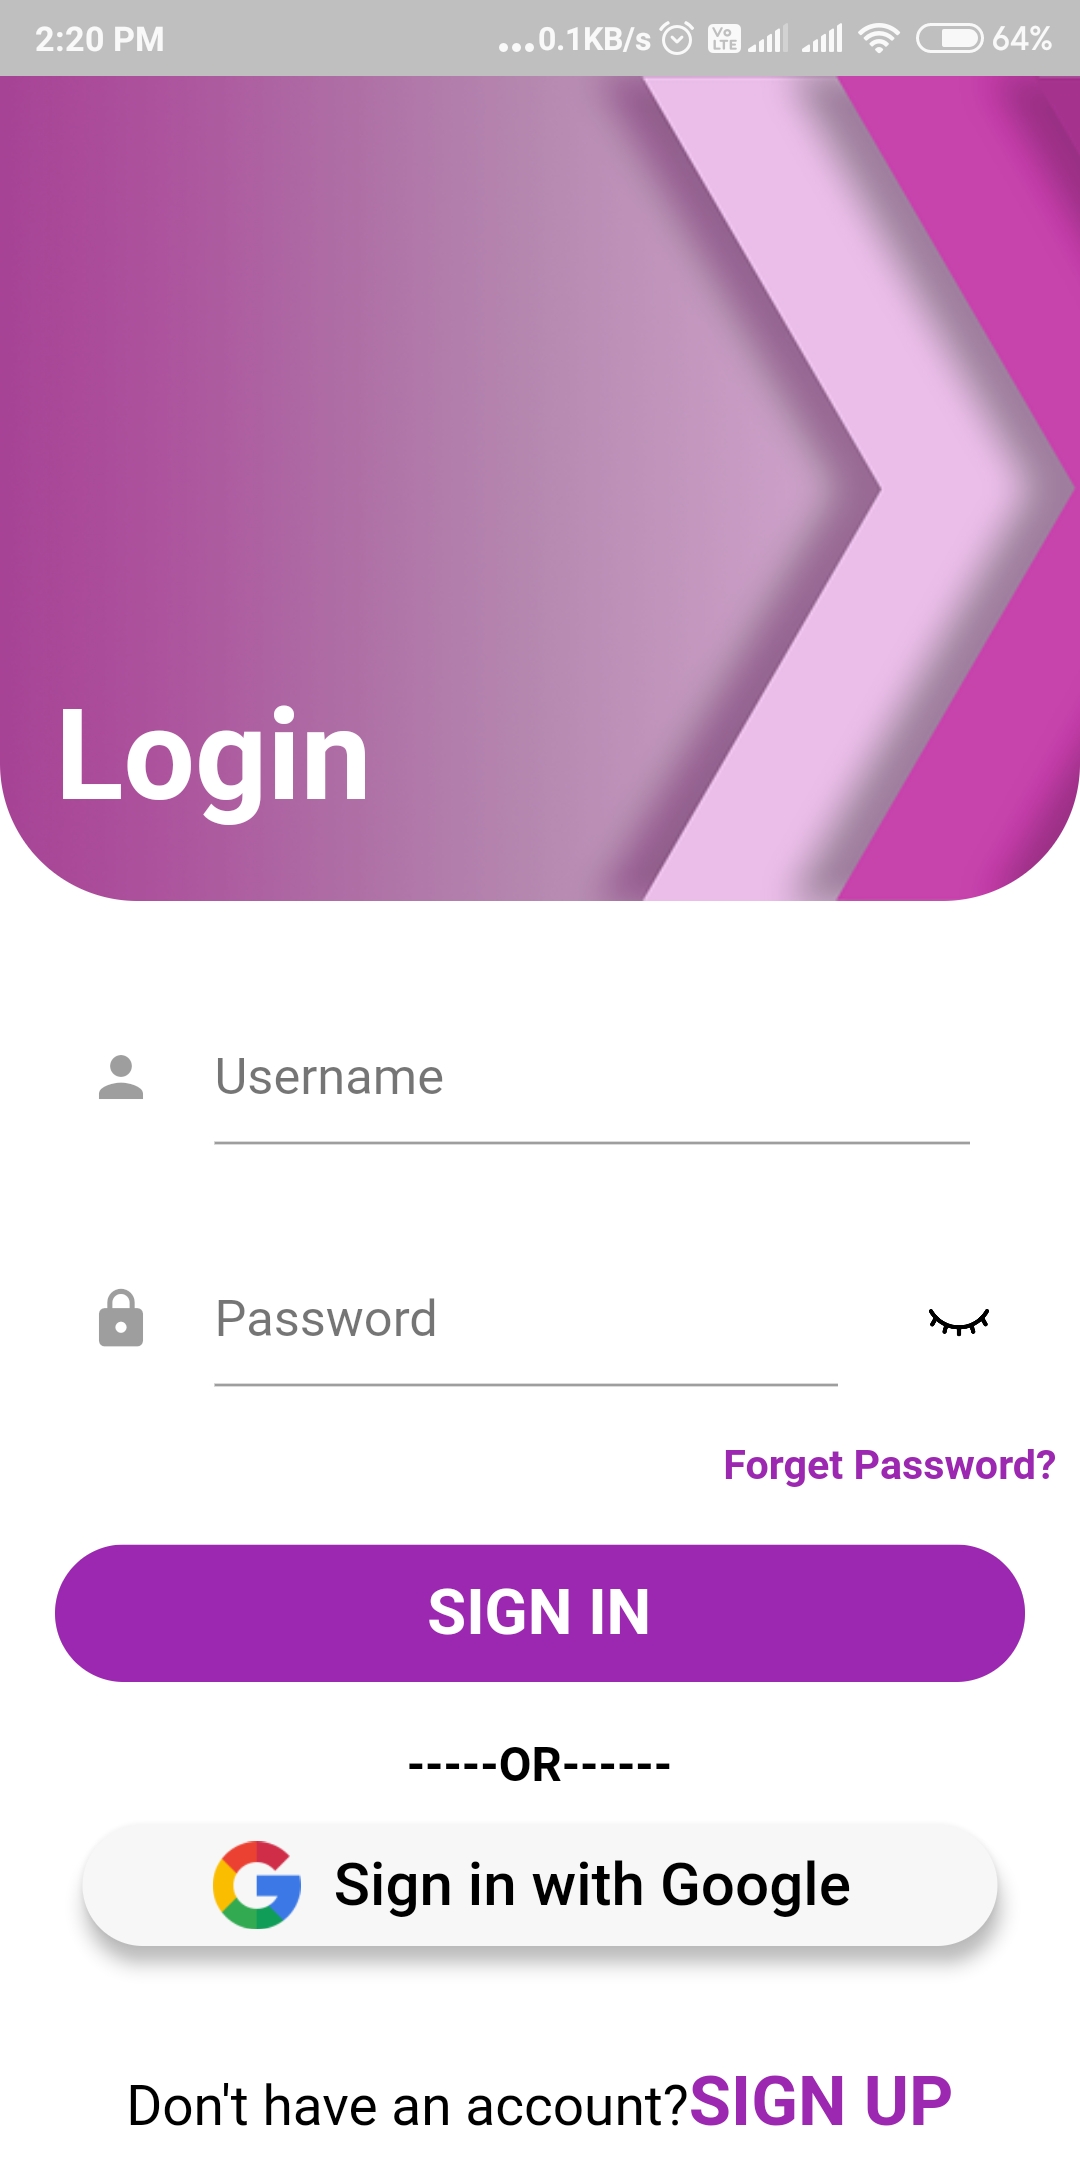 2:20 PM ...0.1KB/s Vo LTE 64%
Login
Username
Password
Forget Password?
SIGN IN
-----OR------
Sign in with Google
Don't have an account?SIGN UP